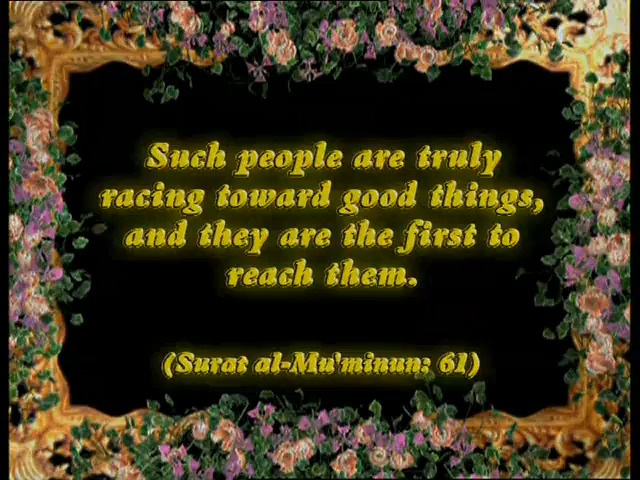 Such people are truly
racing toward good things,
and they are the first to
reach them.
(Surat al-Mu'minun: 61)